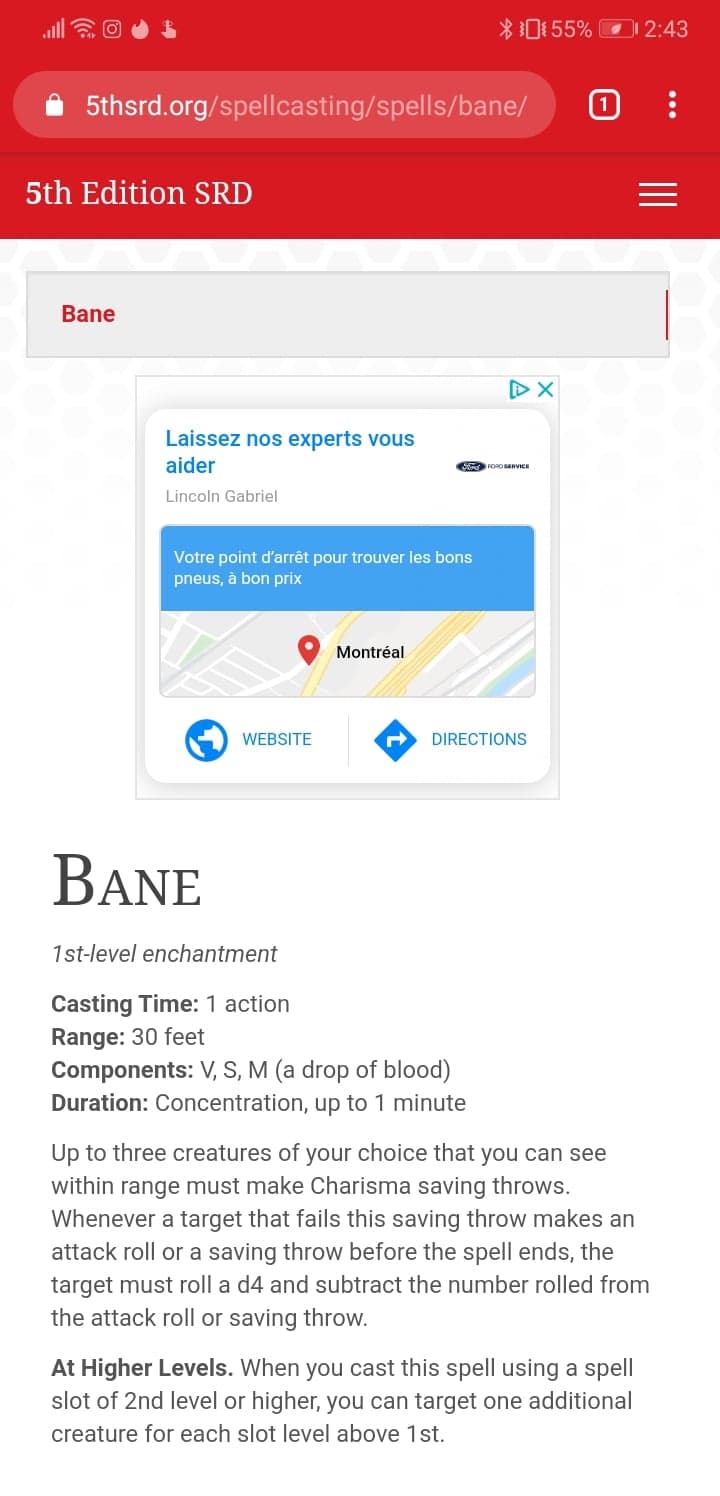 55% 2:43
5thsrd.org/spellcasting/spells/bane/
1
5th Edition SRD
Bane
Laissez nos experts vous
aider
Ford FORD SERVICE
Lincoln Gabriel
Votre point d’arrêt pour trouver les bons
pneus, à bon prix
Montréal
WEBSITE DIRECTIONS
BANE
1st-level enchantment
Casting Time: 1 action
Range: 30 feet
Components: V, S, M (a drop of blood)
Duration: Concentration, up to 1 minute
Up to three creatures of your choice that you can see
within range must make Charisma saving throws.
Whenever a target that fails this saving throw makes an
attack roll or a saving throw before the spell ends, the
target must roll a d4 and subtract the number rolled from
the attack roll or saving throw.
At Higher Levels. When you cast this spell using a spell
slot of 2nd level or higher, you can target one additional
creature for each slot level above 1st.